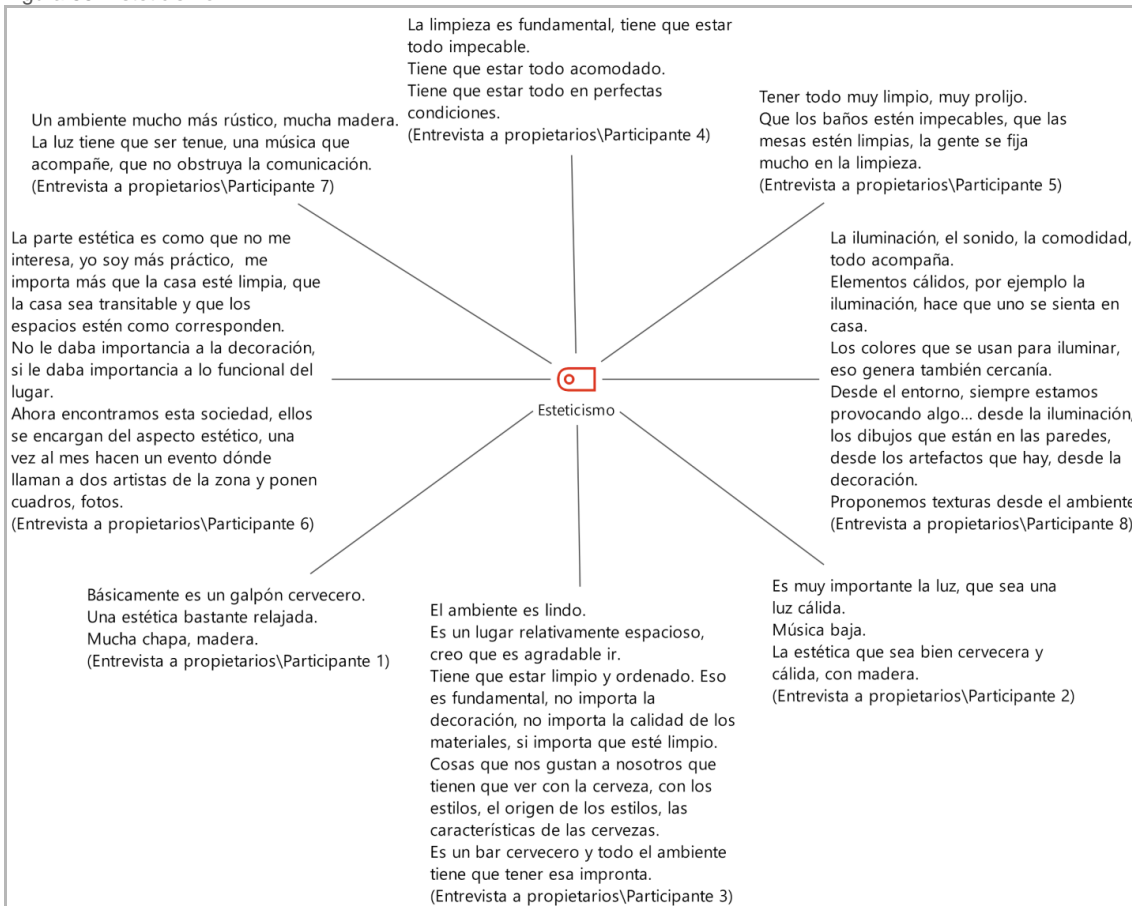 La limpieza es fundamental, tiene que estar
todo impecable.
Tiene que estar todo acomodado.
Tiene que estar todo en perfectas
condiciones.
(Entrevista a propietarios\Participante 4)
Un ambiente mucho más rústico, mucha madera.
La luz tiene que ser tenue, una música que
acompañe, que no obstruya la comunicación.
(Entrevista a propietarios\Participante 7)
Tener todo muy limpio, muy prolijo.
Que los baños estén impecables, que las
mesas estén limpias, la gente se fija
mucho en la limpieza.
(Entrevista a propietarios\Participante 5)
La parte estética es como que no me
interesa, yo soy más práctico, me
importa más que la casa esté limpia, que
la casa sea transitable y que los
espacios estén como corresponden.
No le daba importancia a la decoración,
si le daba importancia a lo funcional del
lugar.
Ahora encontramos esta sociedad, ellos
se encargan del aspecto estético, una
vez al mes hacen un evento dónde
llaman a dos artistas de la zona y ponen
cuadros, fotos.
(Entrevista a propietarios\Participante 6)
La iluminación, el sonido, la comodidad,
todo acompaña.
Elementos cálidos, por ejemplo la
iluminación, hace que uno se sienta en
casa.
Los colores que se usan para iluminar,
eso genera también cercanía.
Desde el entorno, siempre estamos
provocando algo... desde la iluminación,
los dibujos que están en las paredes,
desde los artefactos que hay, desde la
decoración.
Proponemos texturas desde el ambiente
(Entrevista a propietarios\Participante 8)
Esteticismo
Básicamente es un galpón cervecero.
Una estética bastante relajada.
Mucha chapa, madera.
(Entrevista a propietarios\Participante 1)
El ambiente es lindo.
Es un lugar relativamente espacioso,
creo que es agradable ir.
Tiene que estar limpio y ordenado. Eso
es fundamental, no importa la
decoración, no importa la calidad de los
materiales, si importa que esté limpio.
Cosas que nos gustan a nosotros que
tienen que ver con la cerveza, con los
estilos, el origen de los estilos, las
características de las cervezas.
Es un bar cervecero y todo el ambiente
tiene que tener esa impronta.
(Entrevista a propietarios\Participante 3)
Es muy importante la luz, que sea una
luz cálida.
Música baja.
La estética que sea bien cervecera y
cálida, con madera.
(Entrevista a propietarios\Participante 2)